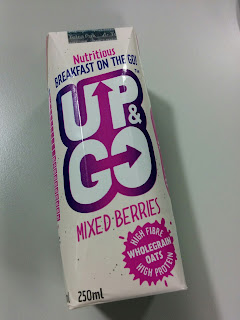 Nutritious
BREAKFAST ON THE GO!
UP
&
GO
MIXED BERRIES
HIGH FIBRE
WHOLEGRAIN
OATS
HIGH PROTEIN
250ml